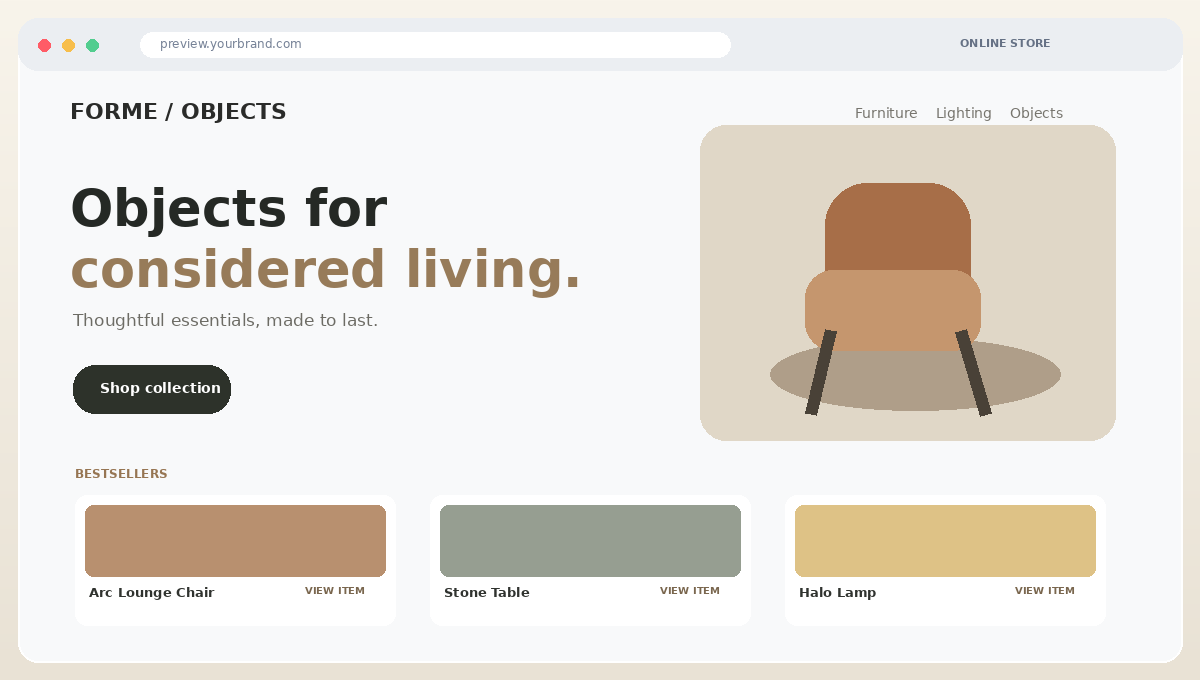 preview.yourbrand.com
ONLINE STORE
FORME / OBJECTS
Furniture Lighting Objects
Objects for
considered living.
Thoughtful essentials, made to last.
Shop collection
BESTSELLERS
Arc Lounge Chair
VIEW ITEM
Stone Table
VIEW ITEM
Halo Lamp
VIEW ITEM